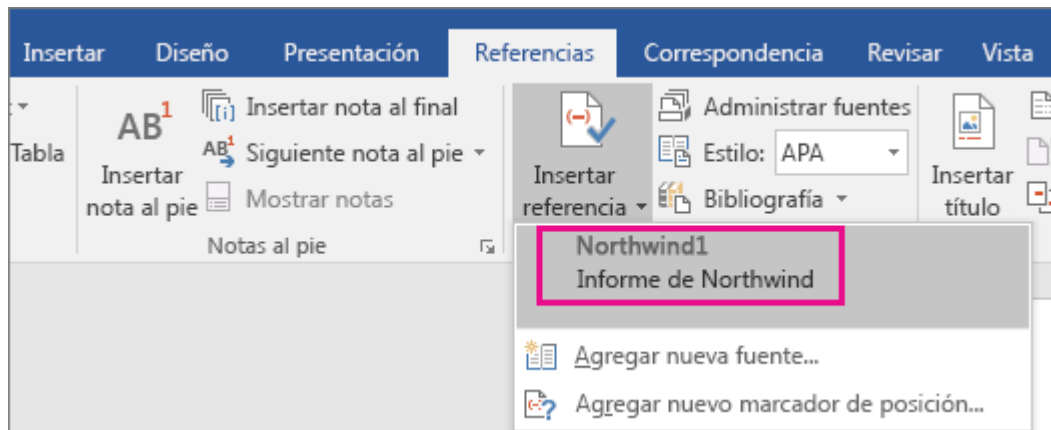 Insertar Diseño Presentación Referencias Correspondencia Revisar Vista
Tabla
AB1
Insertar
nota al pie
Insertar nota al final
AB1 Siguiente nota al pie
Mostrar notas
Notas al pie
Insertar
referencia
Administrar fuentes
Estilo: APA
Bibliografía
Insertar
título
Northwind1
Informe de Northwind
Agregar nueva fuente...
Agregar nuevo marcador de posición...